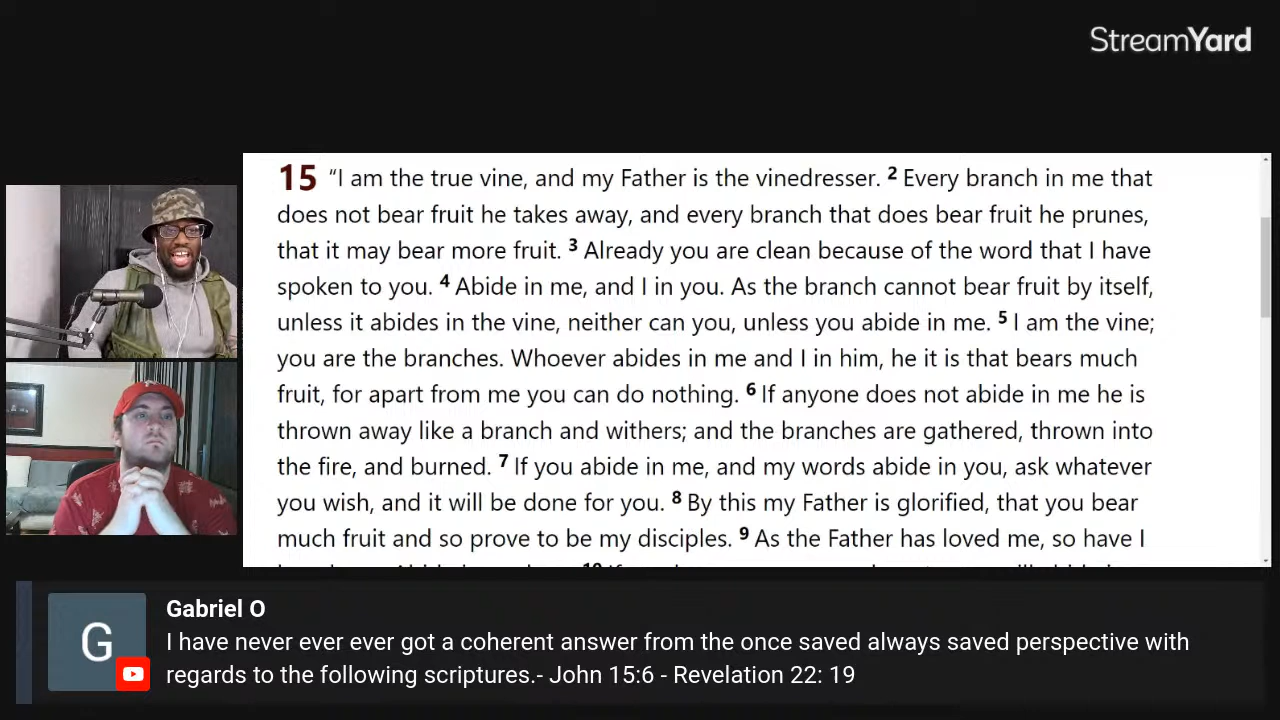 StreamYard
15 “I am the true vine, and my Father is the vinedresser. 2 Every branch in me that
does not bear fruit he takes away, and every branch that does bear fruit he prunes,
that it may bear more fruit. 3 Already you are clean because of the word that I have
spoken to you. 4 Abide in me, and I in you. As the branch cannot bear fruit by itself,
unless it abides in the vine, neither can you, unless you abide in me. 5 I am the vine;
you are the branches. Whoever abides in me and I in him, he it is that bears much
fruit, for apart from me you can do nothing. 6 If anyone does not abide in me he is
thrown away like a branch and withers; and the branches are gathered, thrown into
the fire, and burned. 7 If you abide in me, and my words abide in you, ask whatever
you wish, and it will be done for you. 8 By this my Father is glorified, that you bear
much fruit and so prove to be my disciples. 9 As the Father has loved me, so have I
G
Gabriel O
I have never ever ever got a coherent answer from the once saved always saved perspective with
regards to the following scriptures.- John 15:6 - Revelation 22: 19